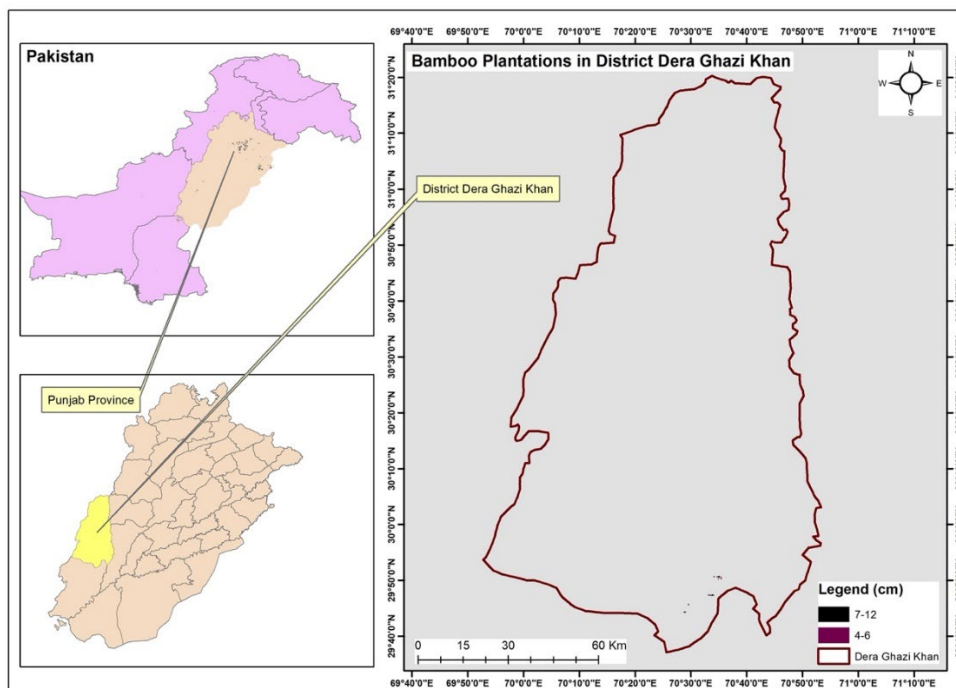 Pakistan
Punjab Province
District Dera Ghazi Khan
69°40'0"E 69°50'0"E 70°0'0"E 70°10'0"E 70°20'0"E 70°30'0"E 70°40'0"E 70°50'0"E 71°0'0"E 71°10'0"E
Bamboo Plantations in District Dera Ghazi Khan
N
W E
S
31°20'0"N
31°10'0"N
31°0'0"N
30°50'0"N
30°40'0"N
30°30'0"N
30°20'0"N
30°10'0"N
30°0'0"N
29°50'0"N
29°40'0"N
Legend (cm)
7-12
4-6
Dera Ghazi Khan
0 15 30 60 Km
69°40'0"E 69°50'0"E 70°0'0"E 70°10'0"E 70°20'0"E 70°30'0"E 70°40'0"E 70°50'0"E 71°0'0"E 71°10'0"E